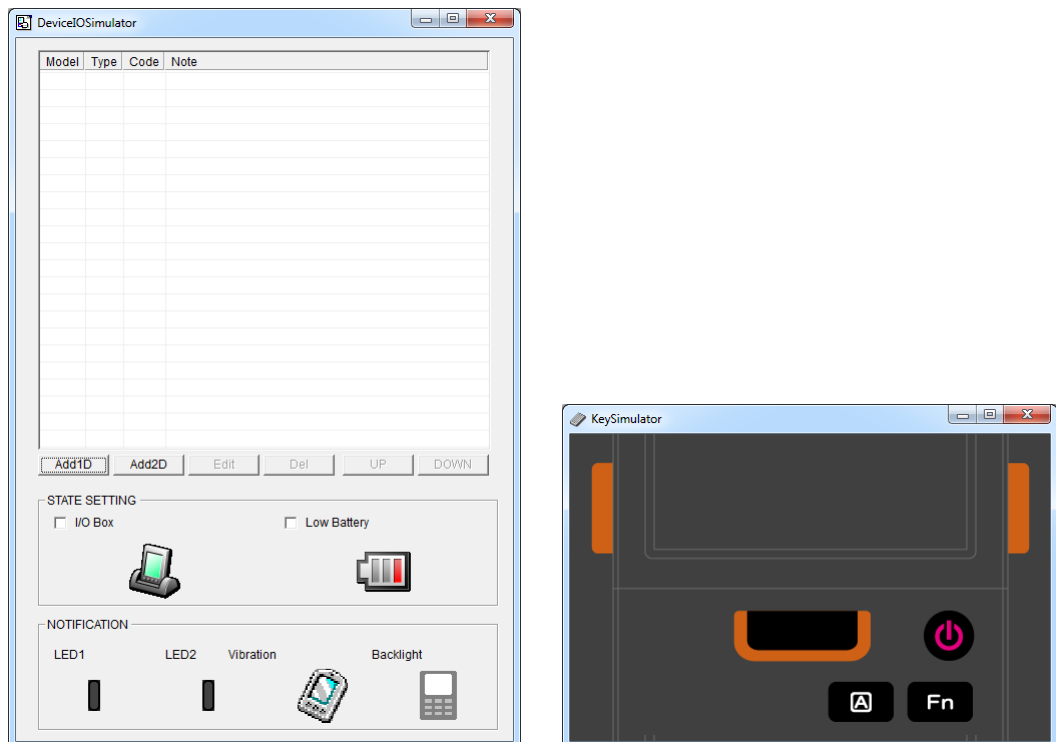 DeviceIOSimulator
Model Type Code Note
Add1D Add2D Edit Del UP DOWN
STATE SETTING
I/O Box Low Battery
NOTIFICATION
LED1 LED2 Vibration Backlight
KeySimulator
A Fn